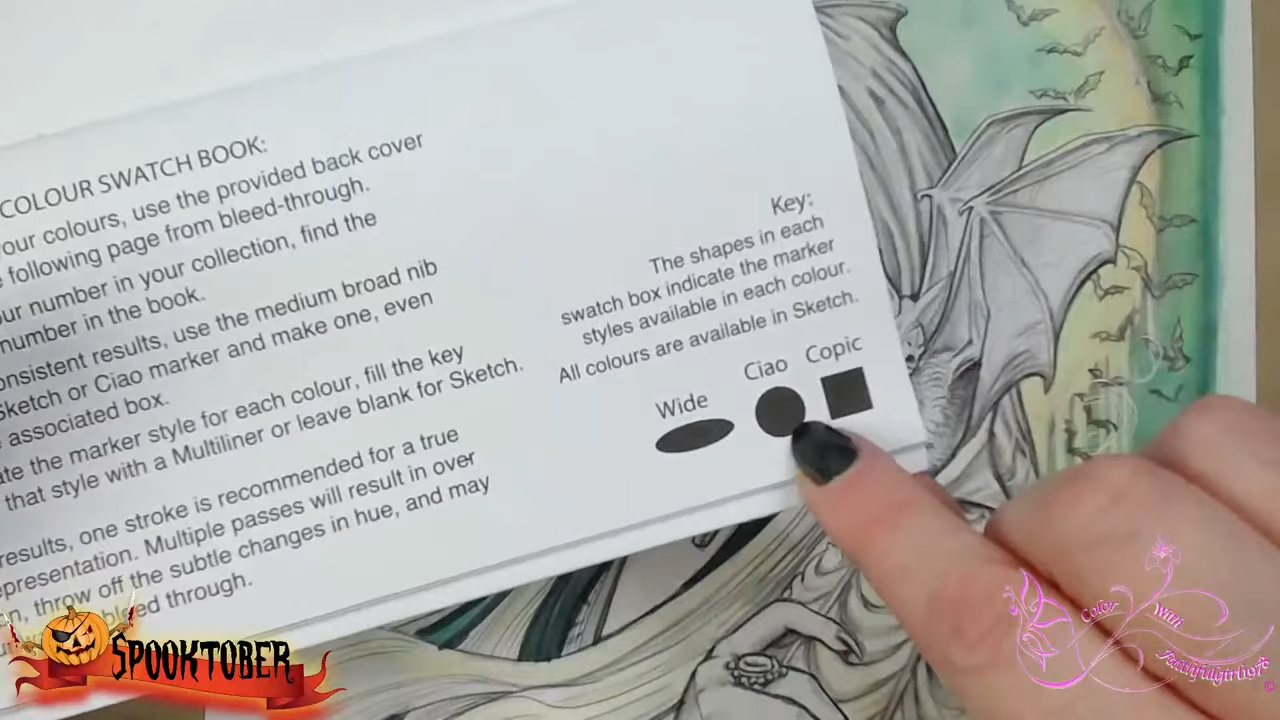 COLOUR SWATCH BOOK:
your colours, use the provided back cover
following page from bleed-through.
our number in your collection, find the
number in the book.
consistent results, use the medium broad nib
Sketch or Ciao marker and make one, even
associated box.
ate the marker style for each colour, fill the key
that style with a Multiliner or leave blank for Sketch.
results, one stroke is recommended for a true
epresentation. Multiple passes will result in over
n, throw off the subtle changes in hue, and may
bleed through.
Key:
The shapes in each
swatch box indicate the marker
styles available in each colour.
All colours are available in Sketch.
Wide
Ciao
Copic
SPOOKTOBER
Color With